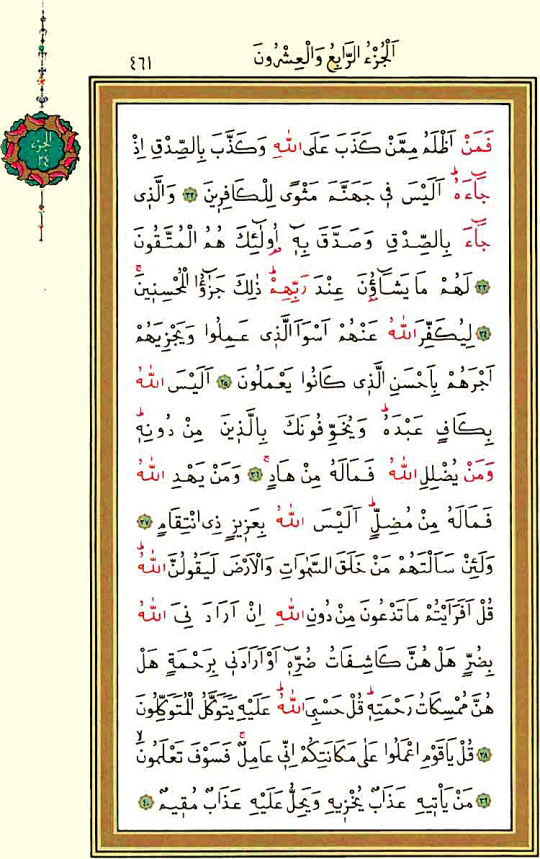 اَلْجُزْءُ الرَّابِعُ وَالْعِشْرُونَ
٤٦١
الجزء
٢٤
فَمَنْ اَظْلَمُ مِمَّنْ كَذَبَ عَلَى اللّٰهِ وَكَذَّبَ بِالصِّدْقِ اِذْ
جَٓاءَهُۜ اَلَيْسَ فٖى جَهَنَّمَ مَثْوًى لِلْكَافِرٖينَ ٣٢ وَالَّذٖى
جَٓاءَ بِالصِّدْقِ وَصَدَّقَ بِهٖٓ اُو۬لٰٓئِكَ هُمُ الْمُتَّقُونَ
٣٣ لَهُمْ مَا يَشَٓاؤُ۫نَ عِنْدَ رَبِّهِمْۜ ذٰلِكَ جَزٰٓؤُا الْمُحْسِنٖينَۚ
٣٤ لِيُكَفِّرَ اللّٰهُ عَنْهُمْ اَسْوَاَ الَّذٖى عَمِلُوا وَيَجْزِيَهُمْ
اَجْرَهُمْ بِاَحْسَنِ الَّذٖى كَانُوا يَعْمَلُونَ ٣٥ اَلَيْسَ اللّٰهُ
بِكَافٍ عَبْدَهُۜ وَيُخَوِّفُونَكَ بِالَّذٖينَ مِنْ دُونِهٖۜ
وَمَنْ يُضْلِلِ اللّٰهُ فَمَا لَهُ مِنْ هَادٍۚ ٣٦ وَمَنْ يَهْدِ اللّٰهُ
فَمَا لَهُ مِنْ مُضِلٍّۜ اَلَيْسَ اللّٰهُ بِعَزٖيزٍ ذِى انْتِقَامٍ ٣٧
وَلَئِنْ سَاَلْتَهُمْ مَنْ خَلَقَ السَّمٰوَاتِ وَالْاَرْضَ لَيَقُولُنَّ اللّٰهُۜ
قُلْ اَفَرَاَيْتُمْ مَا تَدْعُونَ مِنْ دُونِ اللّٰهِ اِنْ اَرَادَنِىَ اللّٰهُ
بِضُرٍّ هَلْ هُنَّ كَاشِفَاتُ ضُرِّهٖٓ اَوْ اَرَادَنٖى بِرَحْمَةٍ هَلْ
هُنَّ مُمْسِكَاتُ رَحْمَتِهٖۜ قُلْ حَسْبِىَ اللّٰهُۜ عَلَيْهِ يَتَوَكَّلُ الْمُتَوَكِّلُونَ
٣٨ قُلْ يَا قَوْمِ اعْمَلُوا عَلٰى مَكَانَتِكُمْ اِنّٖى عَامِلٌۚ فَسَوْفَ تَعْلَمُونَۙ
٣٩ مَنْ يَاْتٖيهِ عَذَابٌ يُخْزٖيهِ وَيَحِلُّ عَلَيْهِ عَذَابٌ مُقٖيمٌ ٤٠